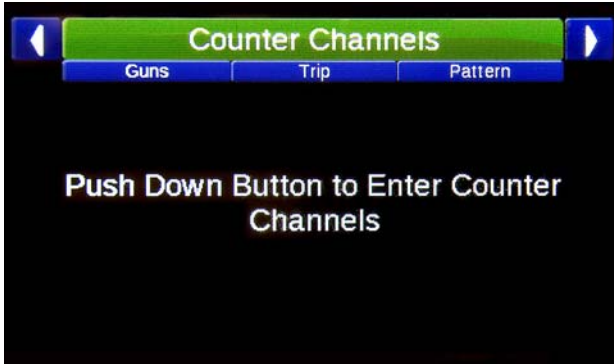 Counter Channels
Guns Trip Pattern
Push Down Button to Enter Counter
Channels